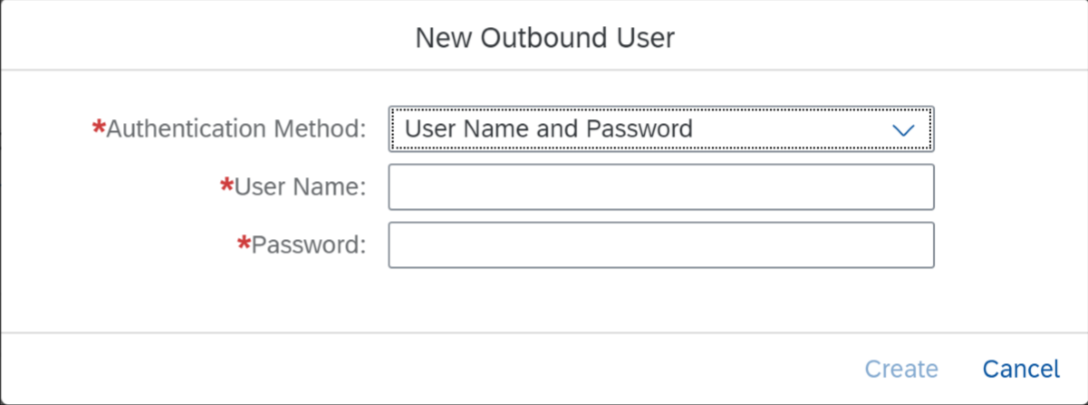 New Outbound User
*Authentication Method: User Name and Password
*User Name:
*Password:
Create Cancel